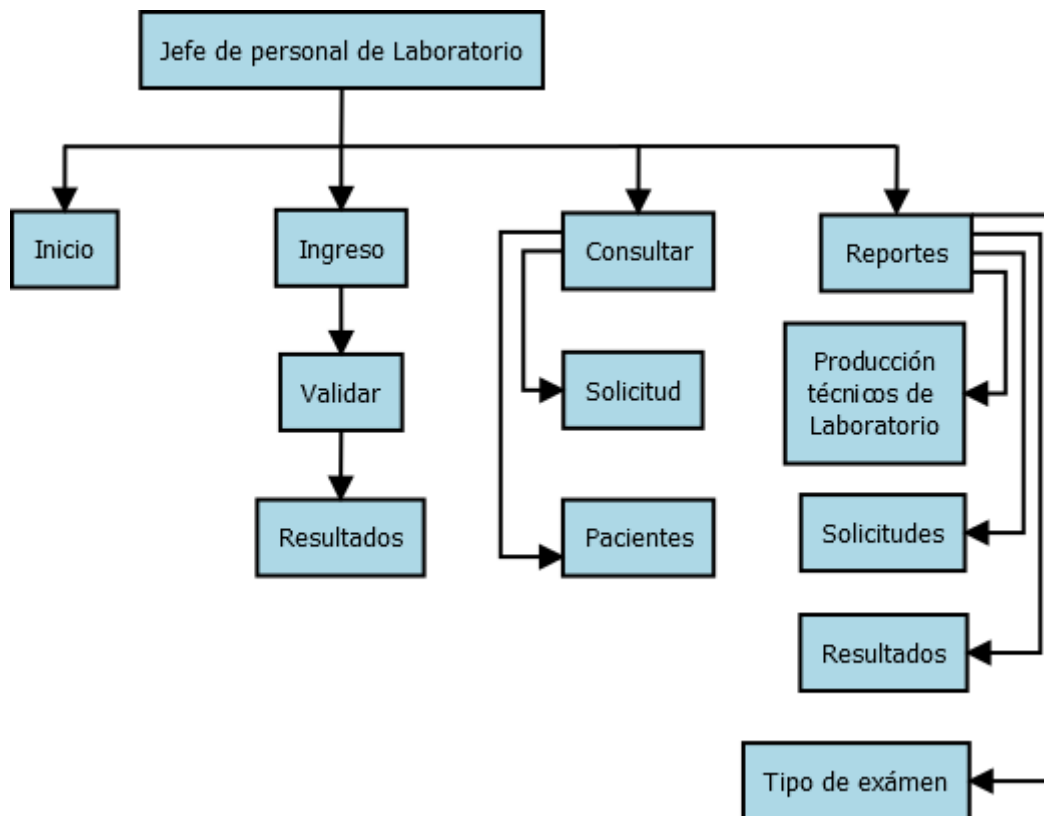 Jefe de personal de Laboratorio
Inicio
Ingreso
Consultar
Reportes
Validar
Solicitud
Producción
técnicos de
Laboratorio
Resultados
Pacientes
Solicitudes
Resultados
Tipo de exámen